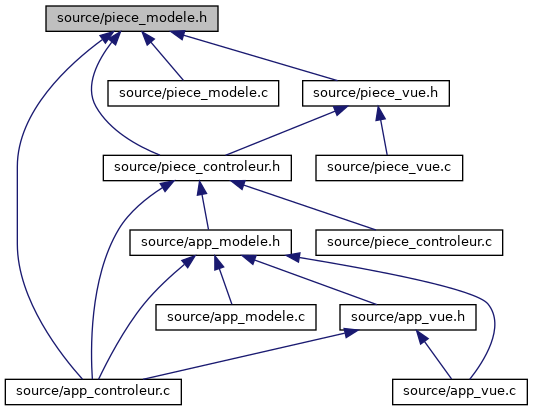 source/piece_modele.h
source/piece_modele.c
source/piece_vue.h
source/piece_controleur.h
source/piece_vue.c
source/app_modele.h
source/piece_controleur.c
source/app_modele.c
source/app_vue.h
source/app_controleur.c
source/app_vue.c